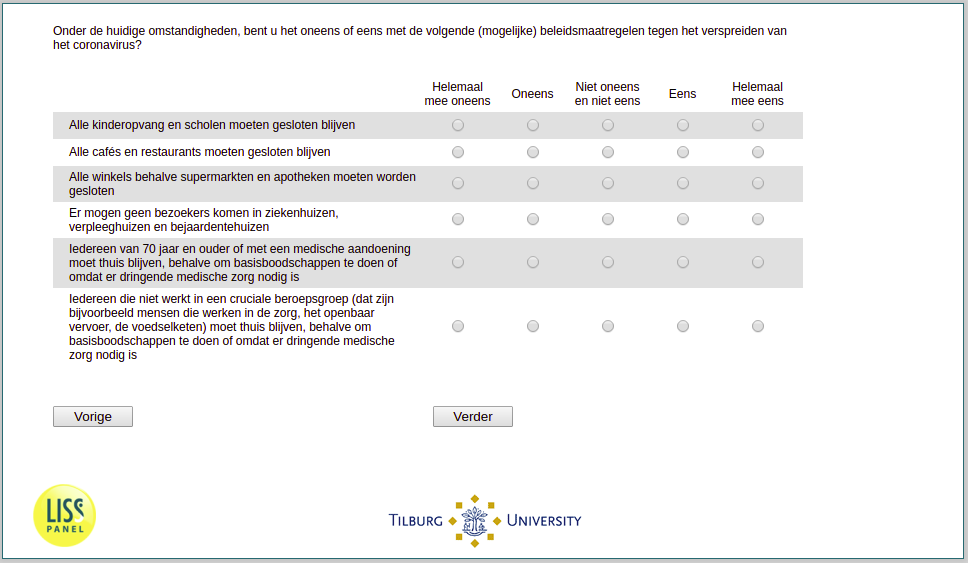 Onder de huidige omstandigheden, bent u het oneens of eens met de volgende (mogelijke) beleidsmaatregelen tegen het verspreiden van
het coronavirus?
Helemaal
mee oneens
Oneens
Niet oneens
en niet eens
Eens
Helemaal
mee eens
Alle kinderopvang en scholen moeten gesloten blijven
Alle cafés en restaurants moeten gesloten blijven
Alle winkels behalve supermarkten en apotheken moeten worden
gesloten
Er mogen geen bezoekers komen in ziekenhuizen,
verpleeghuizen en bejaardentehuizen
Iedereen van 70 jaar en ouder of met een medische aandoening
moet thuis blijven, behalve om basisboodschappen te doen of
omdat er dringende medische zorg nodig is
Iedereen die niet werkt in een cruciale beroepsgroep (dat zijn
bijvoorbeeld mensen die werken in de zorg, het openbaar
vervoer, de voedselketen) moet thuis blijven, behalve om
basisboodschappen te doen of omdat er dringende medische
zorg nodig is
Vorige
Verder
LISS
PANEL
TILBURG UNIVERSITY